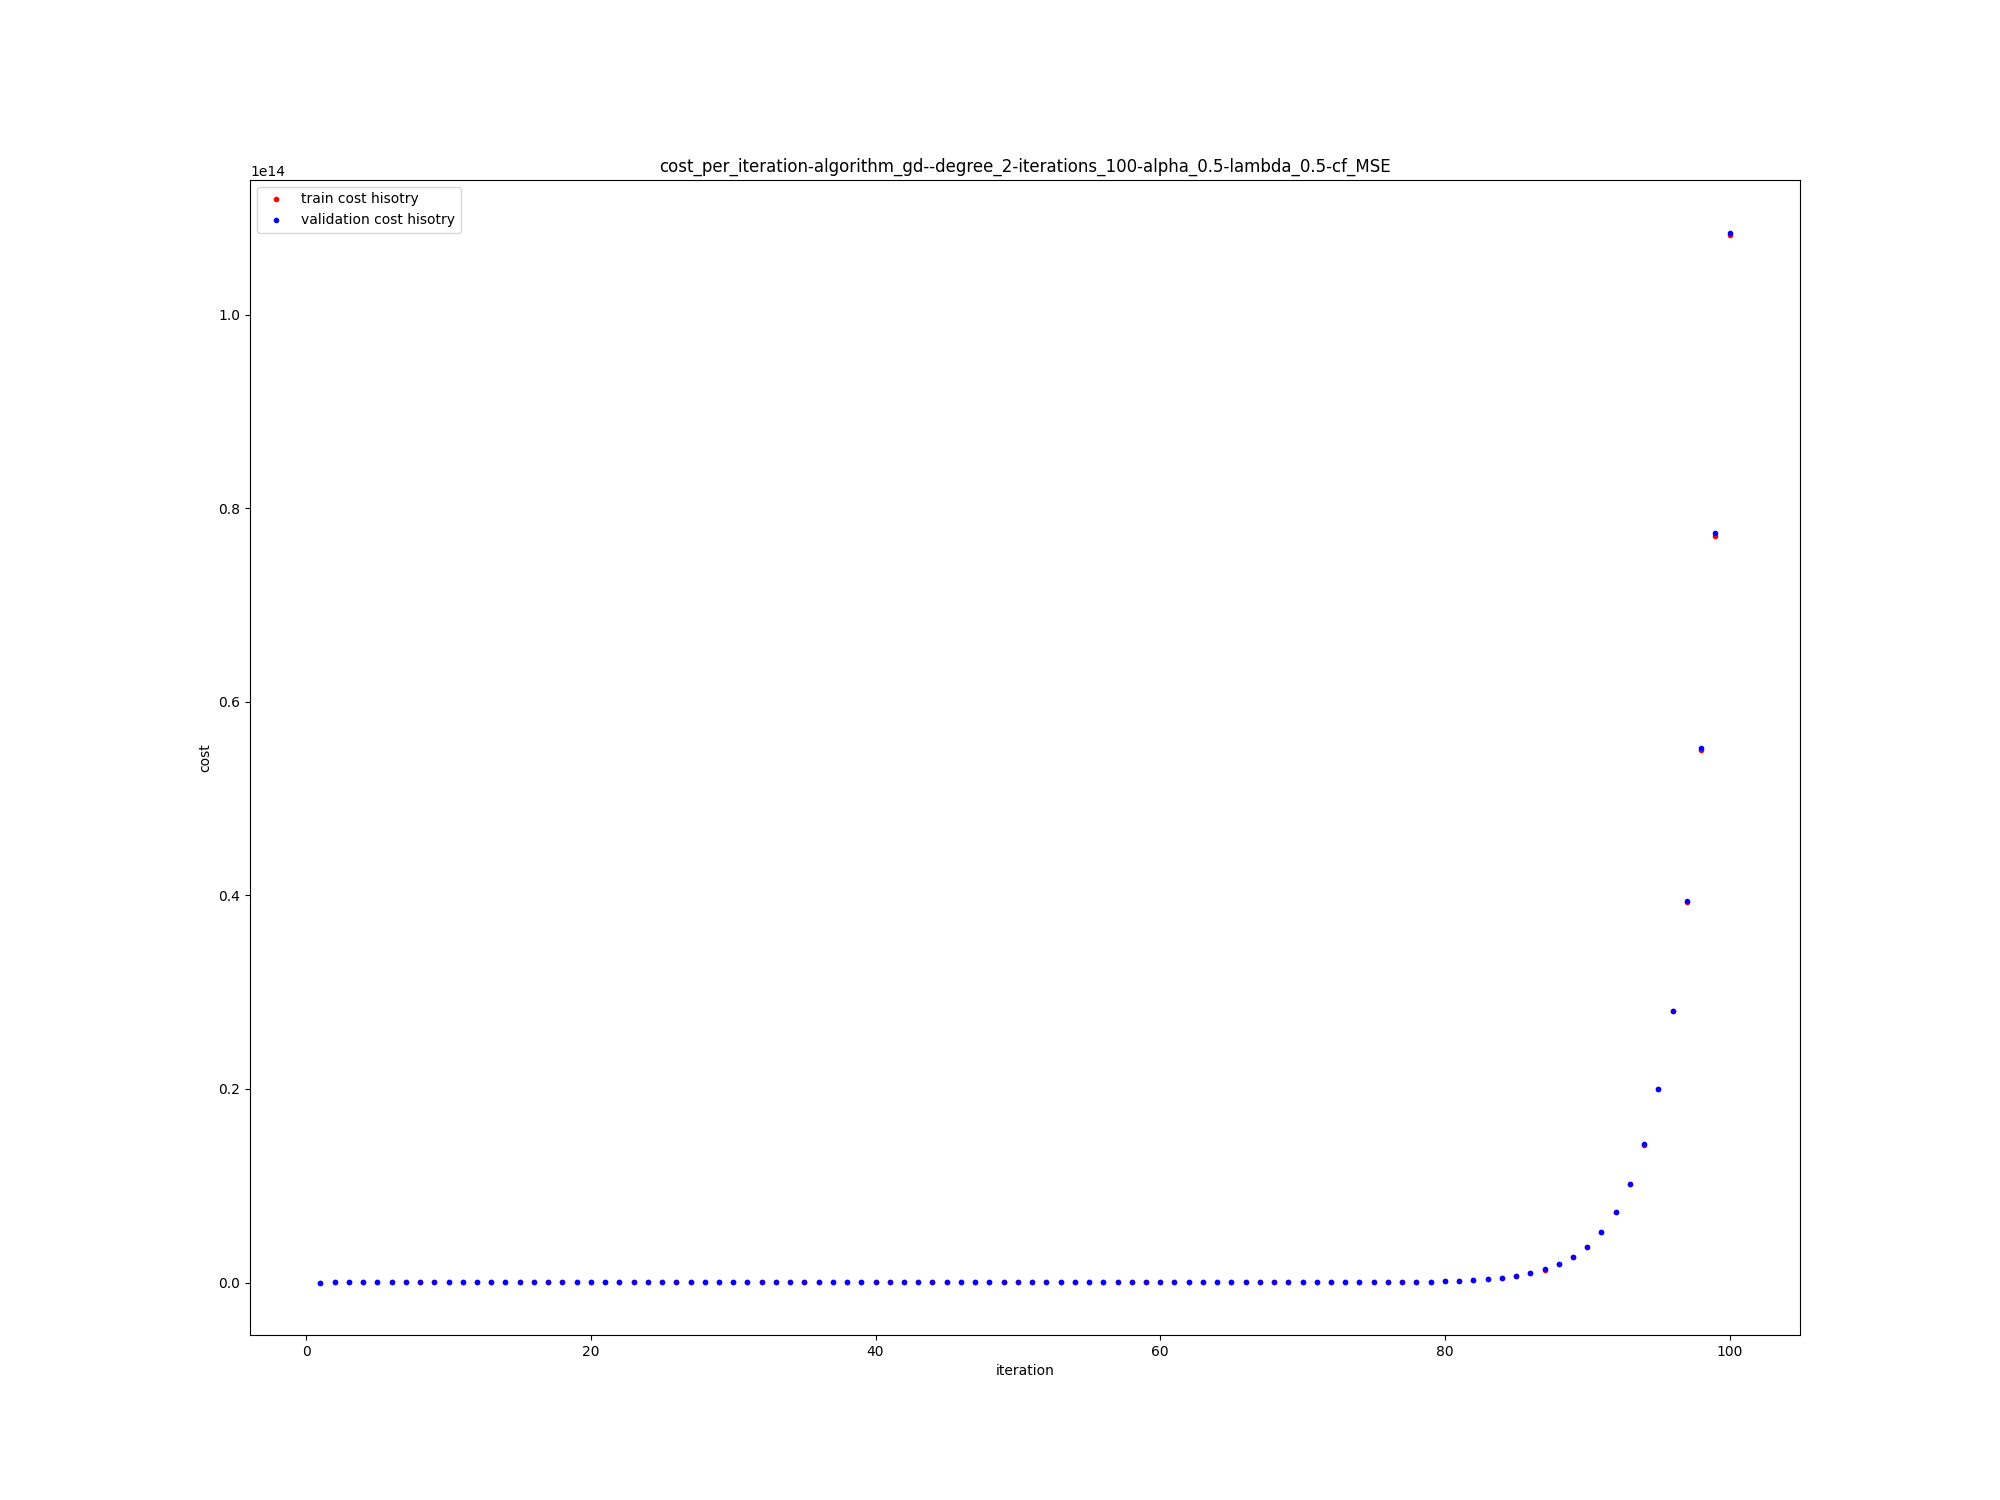 cost_per_iteration-algorithm_gd--degree_2-iterations_100-alpha_0.5-lambda_0.5-cf_MSE
1e14
train cost hisotry
validation cost hisotry
1.0
0.8
0.6
0.4
0.2
0.0
cost
0 20 40 60 80 100
iteration